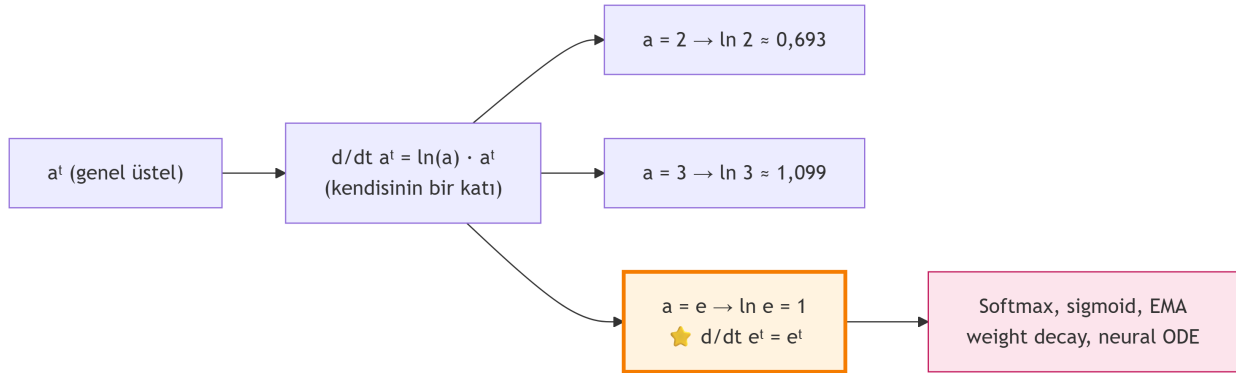 aᵗ (genel üstel)
d/dt aᵗ = ln(a) · aᵗ
(kendisinin bir katı)
a = 2 → ln 2 ≈ 0,693
a = 3 → ln 3 ≈ 1,099
a = e → ln e = 1
⭐ d/dt eᵗ = eᵗ
Softmax, sigmoid, EMA
weight decay, neural ODE